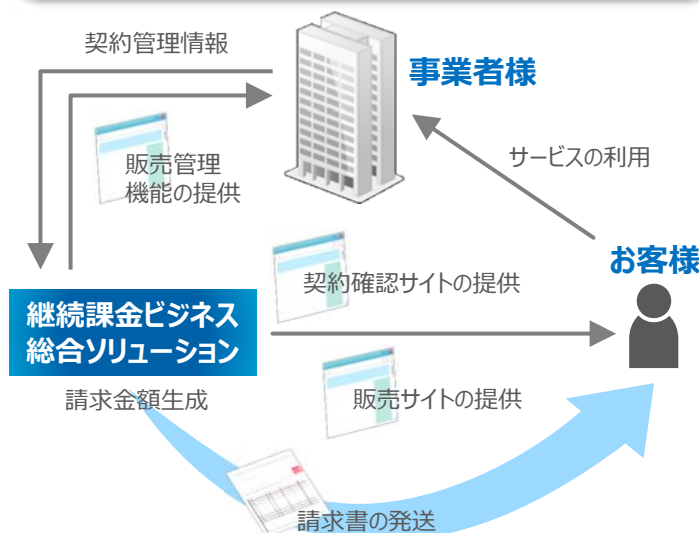 契約管理情報
事業者様
販売管理
機能の提供
サービスの利用
お客様
契約確認サイトの提供
継続課金ビジネス
総合ソリューション
請求金額生成
販売サイトの提供
請求書の発送